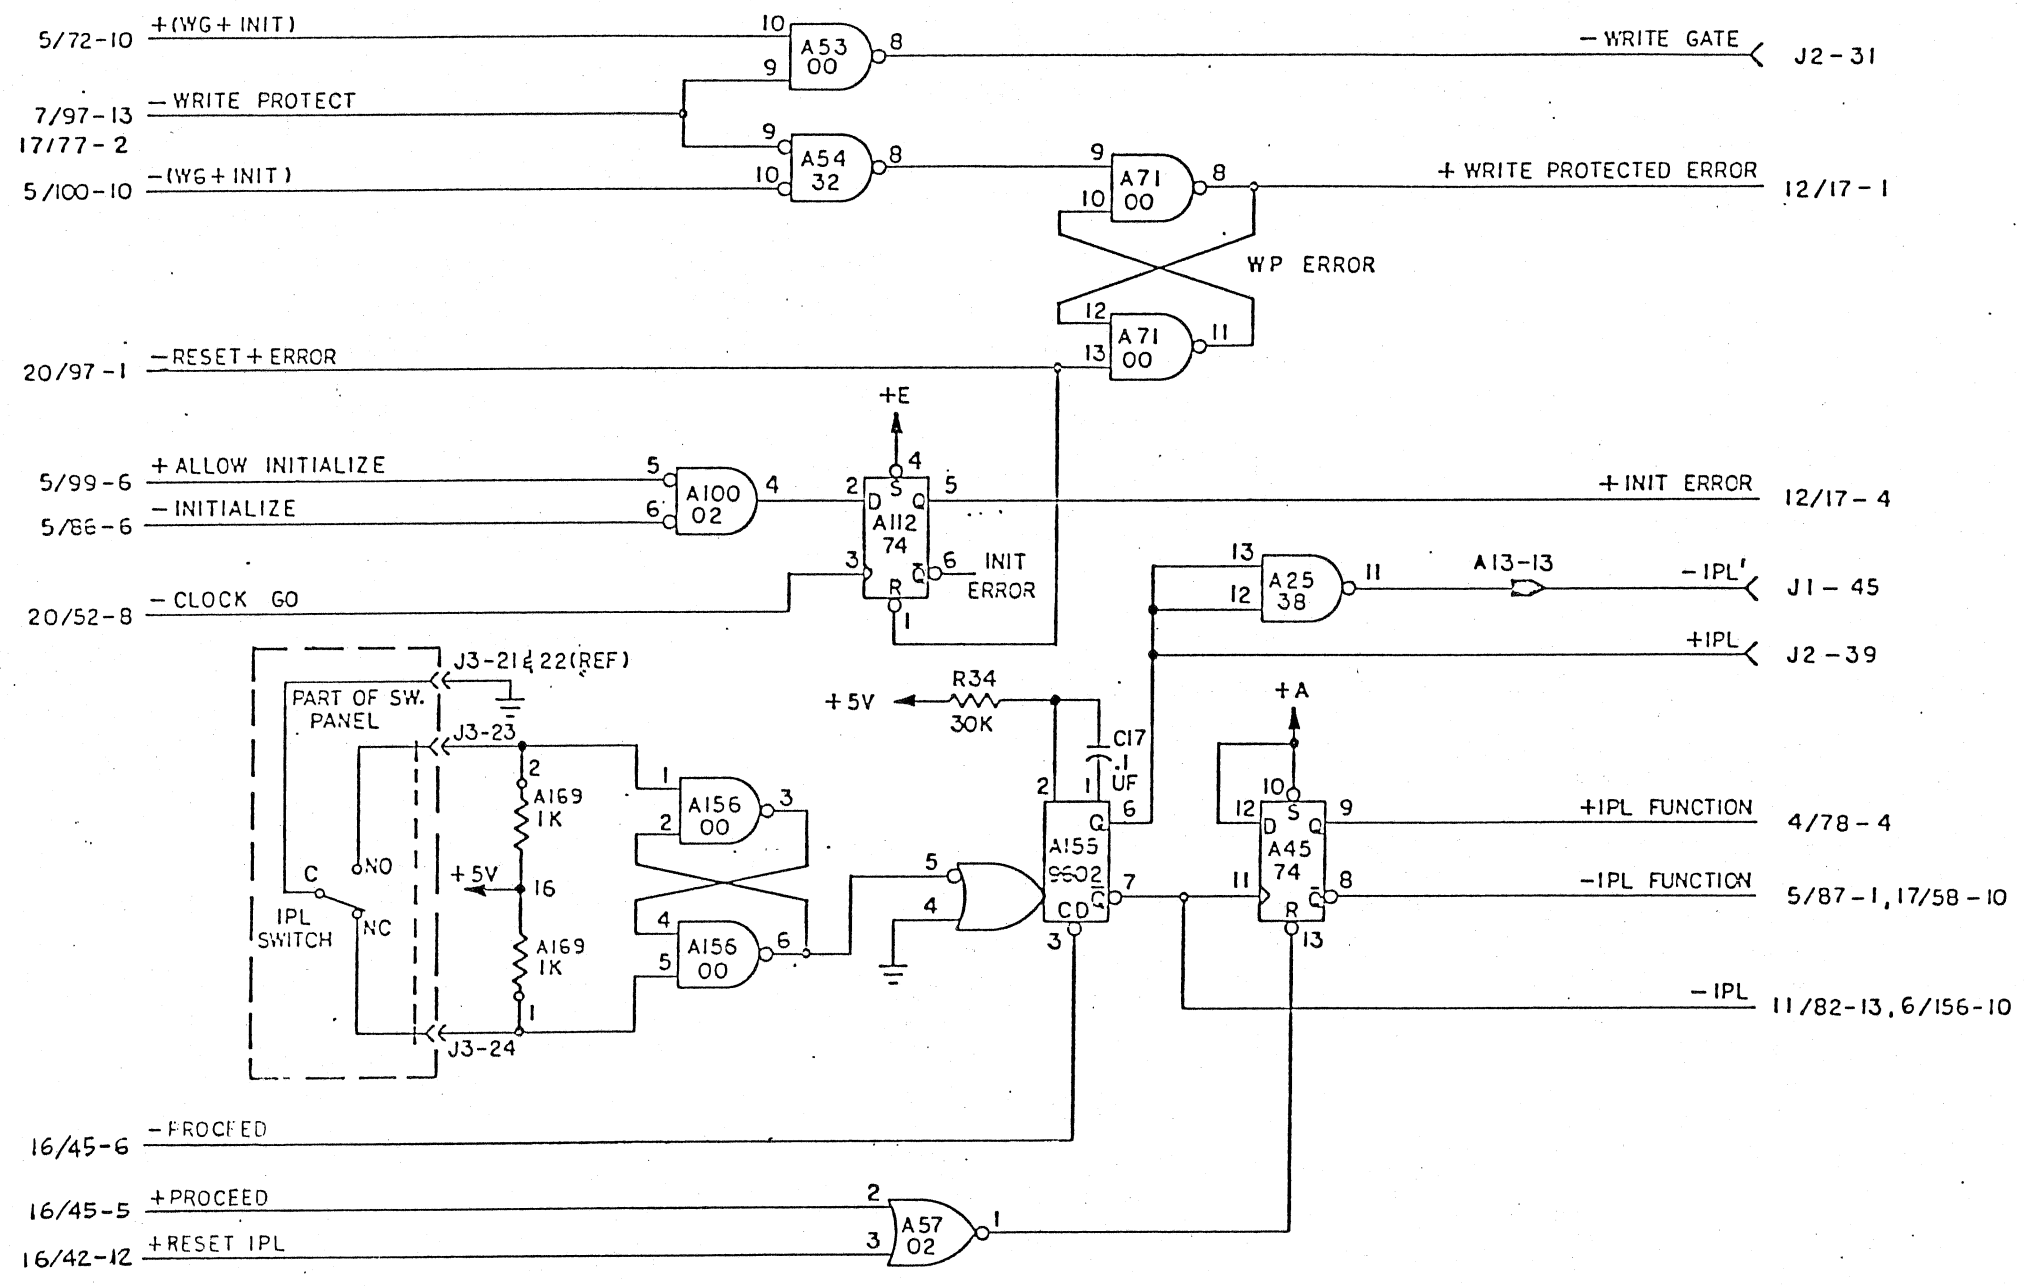 5/72-10 +(WG+INIT) 10 A53 00 9 8 -WRITE GATE J2-31
7/97-13 -WRITE PROTECT
17/77-2
9 A54 32 10 8
5/100-10 -(WG+INIT)
9 A71 00 10 8 +WRITE PROTECTED ERROR 12/17-1
WP ERROR
12 A71 00 13 11
20/97-1 -RESET+ERROR
+E
5/99-6 +ALLOW INITIALIZE 5
5/86-6 -INITIALIZE 6
A100 02 4
4 S 2 D Q 5 A112 74 3 Q̅ 6 R 1
INIT ERROR
+INIT ERROR 12/17-4
20/52-8 -CLOCK GO
13 A25 38 12 11 A13-13 -IPL' J1-45
+IPL J2-39
J3-21 & 22(REF)
PART OF SW. PANEL
J3-23
+5V R34 30K
C17 .1 UF
+A
2 A169 1K
1 A156 00 2 3
NO
C
+5V 16
IPL SWITCH
NC
A169 1K 1
4 A156 00 5 6
J3-24
5 4
2 1 Q 6 A155 9602 Q̅ 7 CD 3
10 S 12 D Q 9 A45 74 11 Q̅ 8 R 13
+IPL FUNCTION 4/78-4
-IPL FUNCTION 5/87-1,17/58-10
-IPL 11/82-13,6/156-10
16/45-6 -PROCEED
16/45-5 +PROCEED 2
16/42-12 +RESET IPL 3
A57 02 1